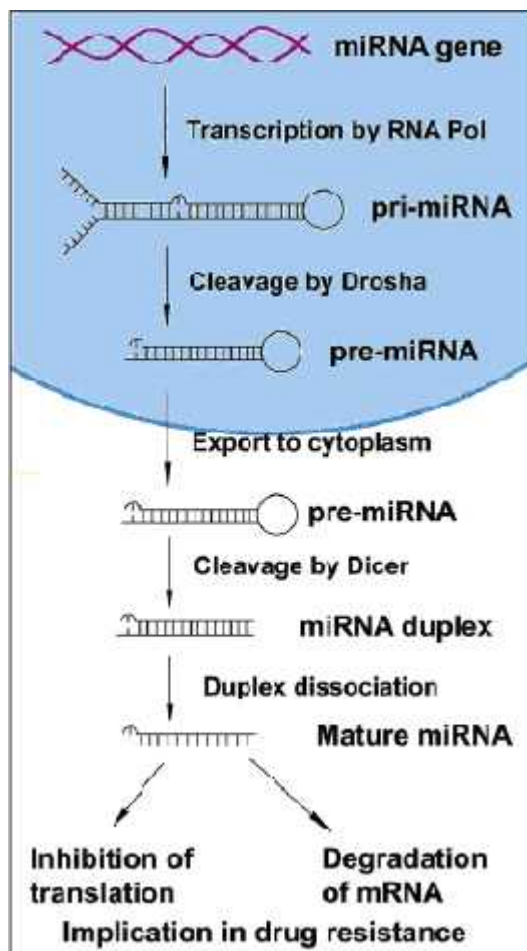 miRNA gene
Transcription by RNA Pol
pri-miRNA
Cleavage by Drosha
pre-miRNA
Export to cytoplasm
pre-miRNA
Cleavage by Dicer
miRNA duplex
Duplex dissociation
Mature miRNA
Inhibition of
translation
Degradation
of mRNA
Implication in drug resistance